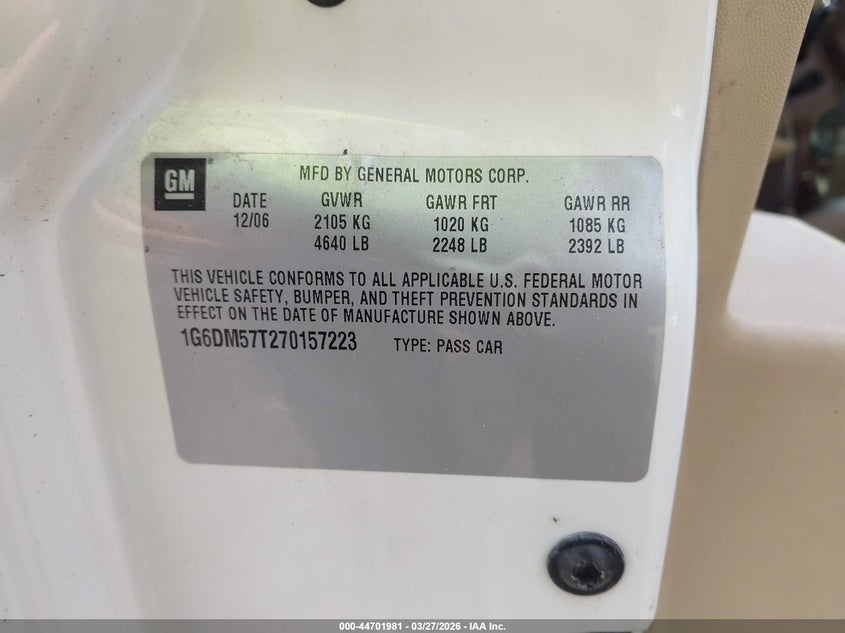 GM
MFD BY GENERAL MOTORS CORP.
DATE GVWR GAWR FRT GAWR RR
12/06 2105 KG 1020 KG 1085 KG
4640 LB 2248 LB 2392 LB
THIS VEHICLE CONFORMS TO ALL APPLICABLE U.S. FEDERAL MOTOR
VEHICLE SAFETY, BUMPER, AND THEFT PREVENTION STANDARDS IN
EFFECT ON THE DATE OF MANUFACTURE SHOWN ABOVE.
1G6DM57T270157223 TYPE: PASS CAR
000-44701981 | 03/27/2026 | IAA Inc.